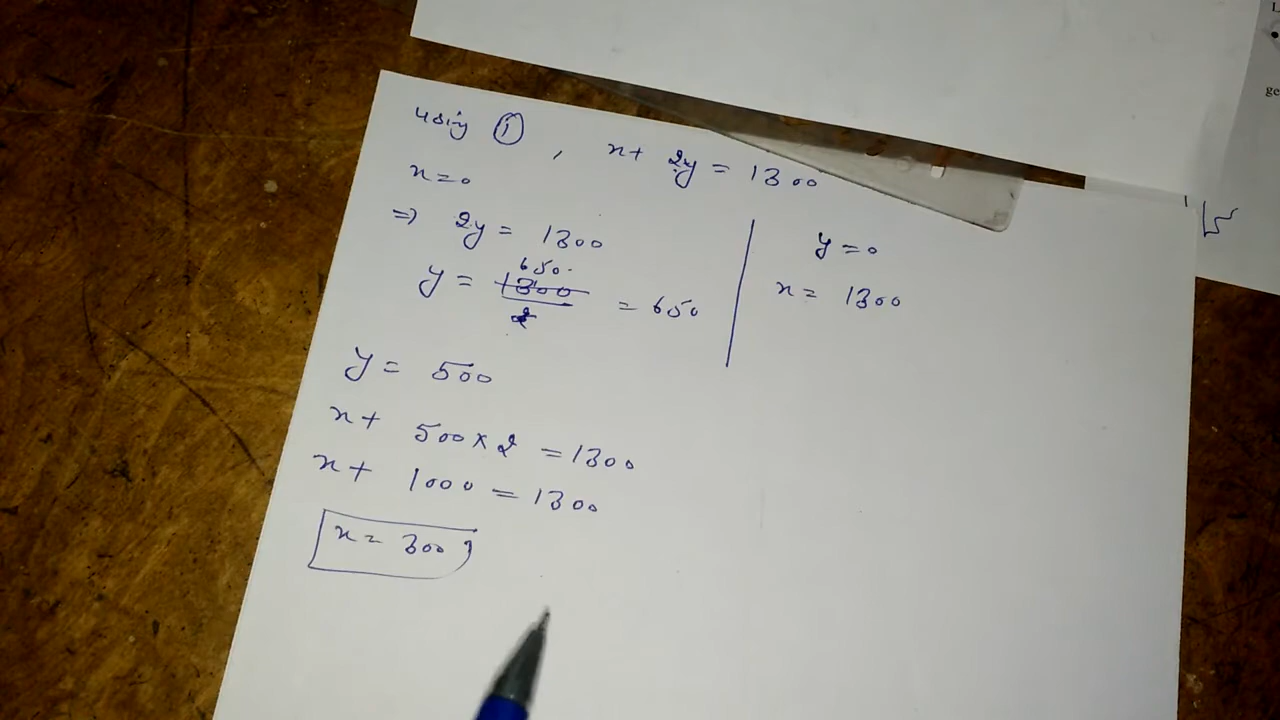 using ① , x + 2y = 1300
x = 0
⇒ 2y = 1300
650.
y = 1300/2 = 650
y = 0
x = 1300
y = 500
x + 500 × 2 = 1300
x + 1000 = 1300
x = 300
ge